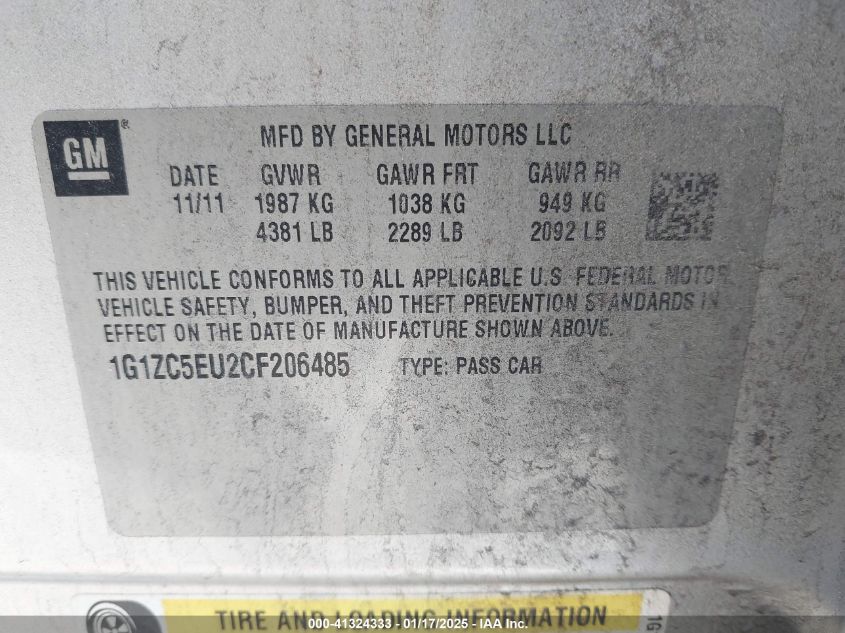 GM®
MFD BY GENERAL MOTORS LLC
DATE GVWR GAWR FRT GAWR RR
11/11 1987 KG 1038 KG 949 KG
4381 LB 2289 LB 2092 LB
THIS VEHICLE CONFORMS TO ALL APPLICABLE U.S. FEDERAL MOTOR
VEHICLE SAFETY, BUMPER, AND THEFT PREVENTION STANDARDS IN
EFFECT ON THE DATE OF MANUFACTURE SHOWN ABOVE.
1G1ZC5EU2CF206485 TYPE: PASS CAR
TIRE AND LOADING INFORMATION
1G
000-41324333 - 01/17/2025 - IAA Inc.